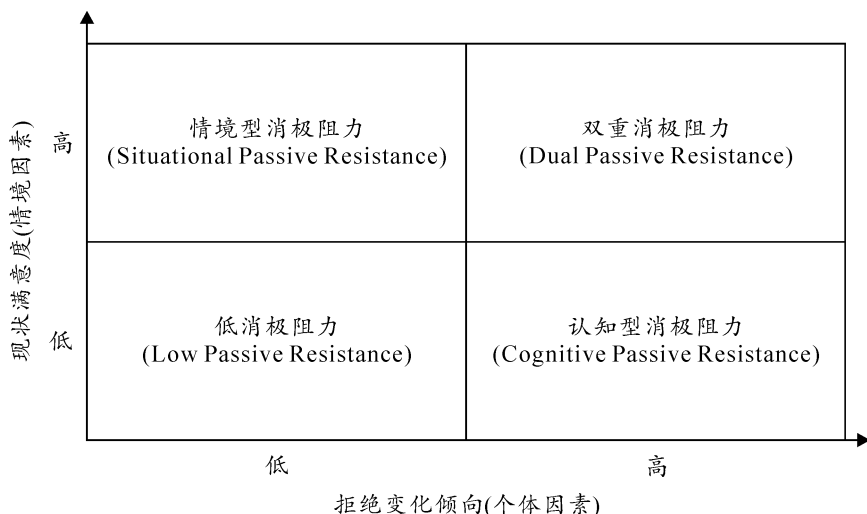 现状满意度(情境因素)
高
情境型消极阻力
(Situational Passive Resistance)
双重消极阻力
(Dual Passive Resistance)
低
低消极阻力
(Low Passive Resistance)
认知型消极阻力
(Cognitive Passive Resistance)
低
高
拒绝变化倾向(个体因素)